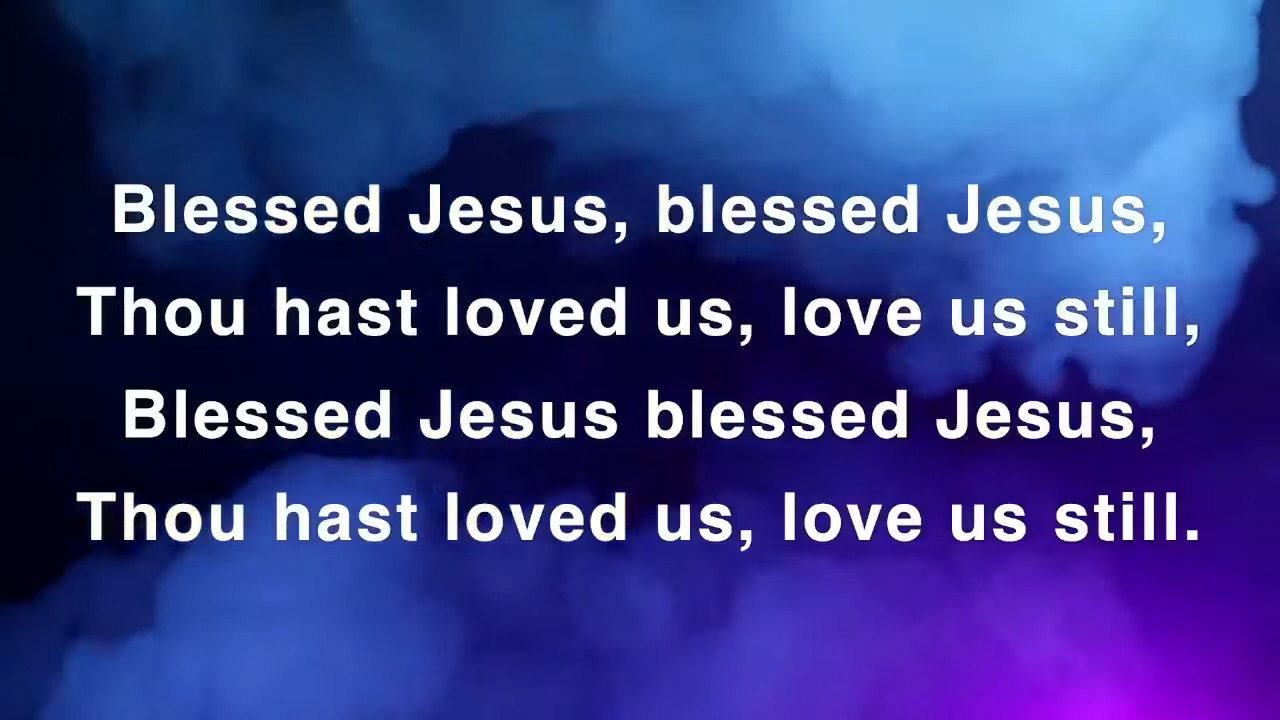 Blessed Jesus, blessed Jesus,
Thou hast loved us, love us still,
Blessed Jesus blessed Jesus,
Thou hast loved us, love us still.